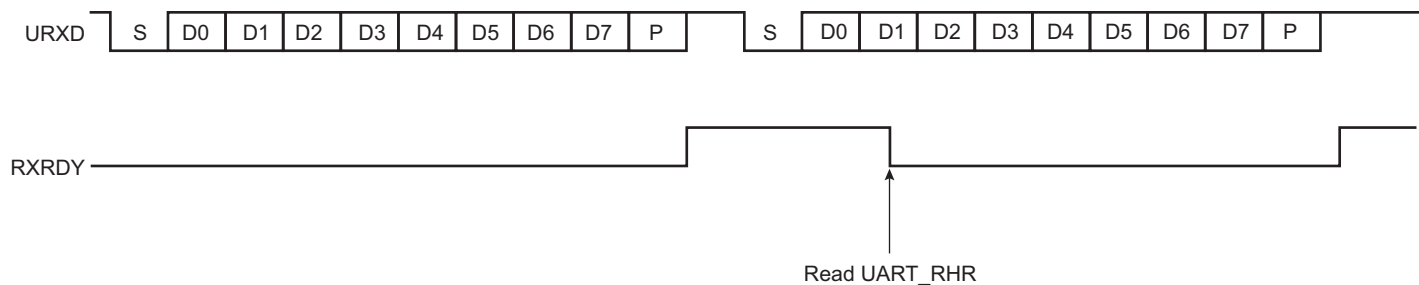 URXD S D0 D1 D2 D3 D4 D5 D6 D7 P S D0 D1 D2 D3 D4 D5 D6 D7 P
RXRDY
Read UART_RHR